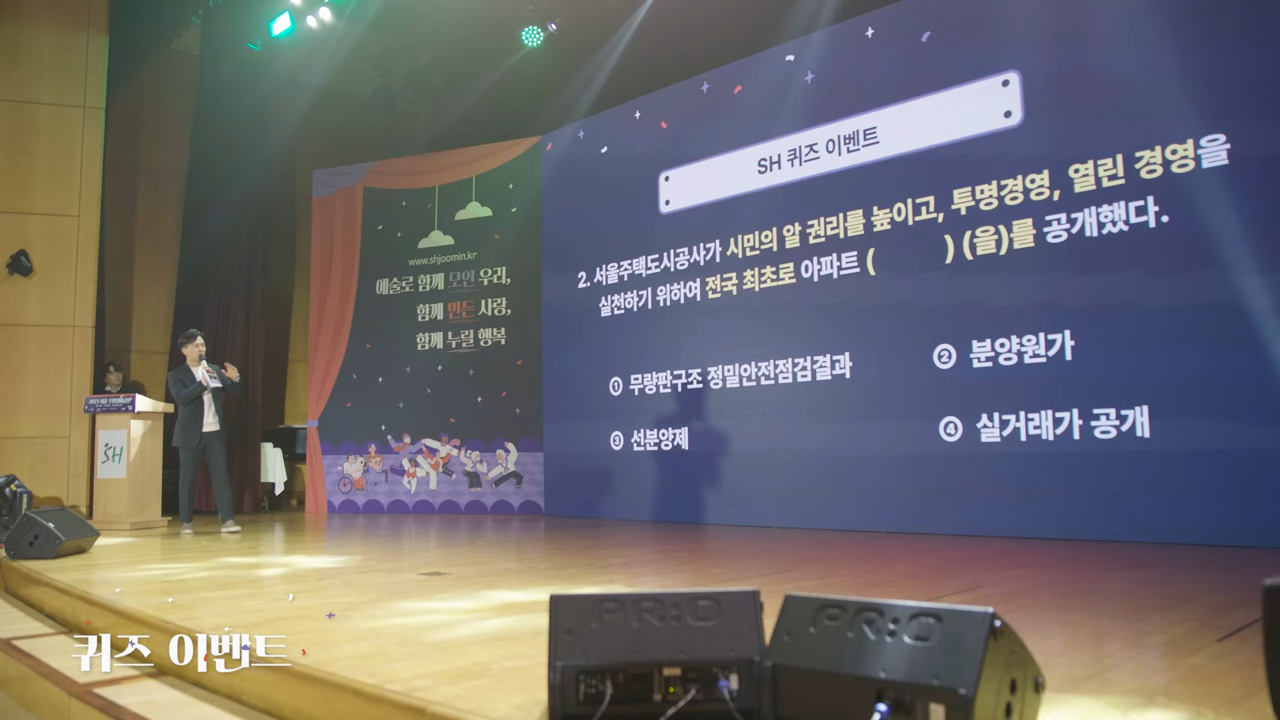 SH 퀴즈 이벤트
2. 서울주택도시공사가 시민의 알 권리를 높이고, 투명경영, 열린 경영을
실천하기 위하여 전국 최초로 아파트 (          ) (을)를 공개했다.
① 무량판구조 정밀안전점검결과
② 분양원가
③ 선분양제
④ 실거래가 공개
www.shjoomin.kr
예술로 함께 모인 우리,
함께 만든 사랑,
함께 누릴 행복
SH
PR:O
PR:O
퀴즈 이벤트